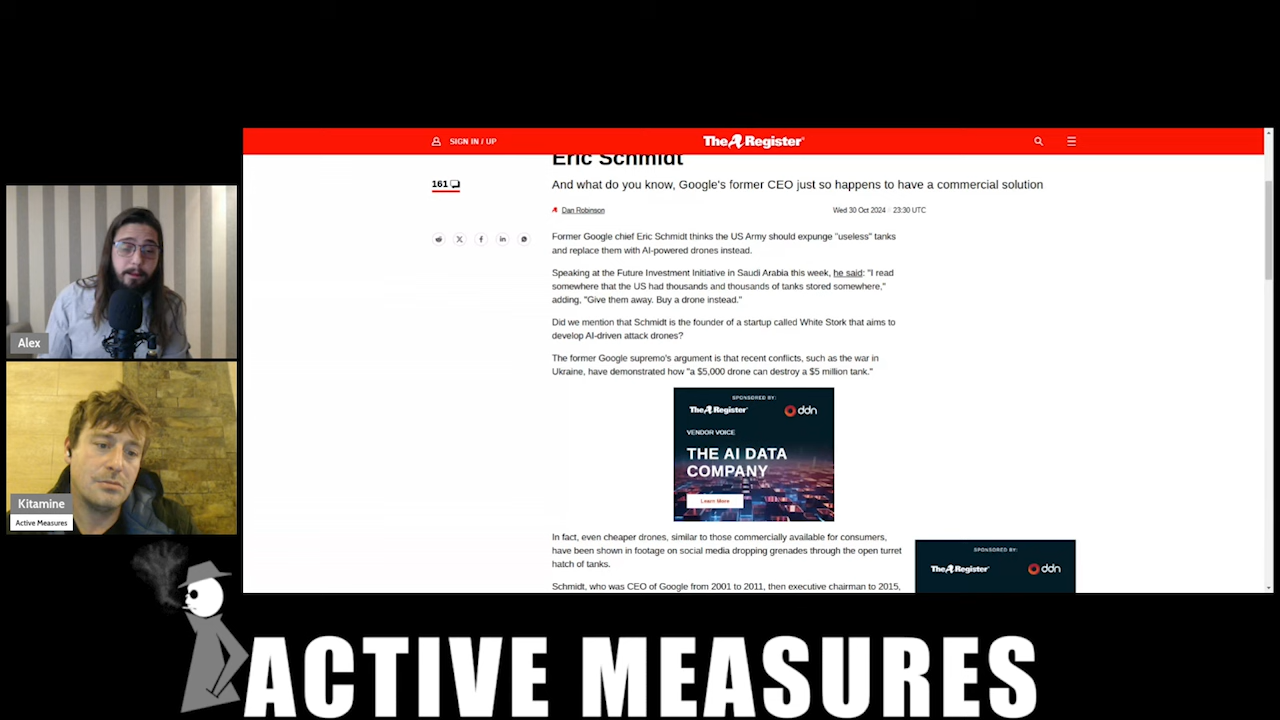 SIGN IN / UP
The Register
Eric Schmidt
161
And what do you know, Google's former CEO just so happens to have a commercial solution
Dan Robinson
Wed 30 Oct 2024 23:30 UTC
Former Google chief Eric Schmidt thinks the US Army should expunge "useless" tanks
and replace them with AI-powered drones instead.
Speaking at the Future Investment Initiative in Saudi Arabia this week, he said: "I read
somewhere that the US had thousands and thousands of tanks stored somewhere,"
adding, "Give them away. Buy a drone instead."
Did we mention that Schmidt is the founder of a startup called White Stork that aims to
develop AI-driven attack drones?
The former Google supremo's argument is that recent conflicts, such as the war in
Ukraine, have demonstrated how "a $5,000 drone can destroy a $5 million tank."
SPONSORED BY:
The Register
ddn
VENDOR VOICE
THE AI DATA
COMPANY
Learn More
In fact, even cheaper drones, similar to those commercially available for consumers,
have been shown in footage on social media dropping grenades through the open turret
hatch of tanks.
Schmidt, who was CEO of Google from 2001 to 2011, then executive chairman to 2015,
SPONSORED BY:
The Register
ddn
Alex
Kitamine
Active Measures
ACTIVE MEASURES